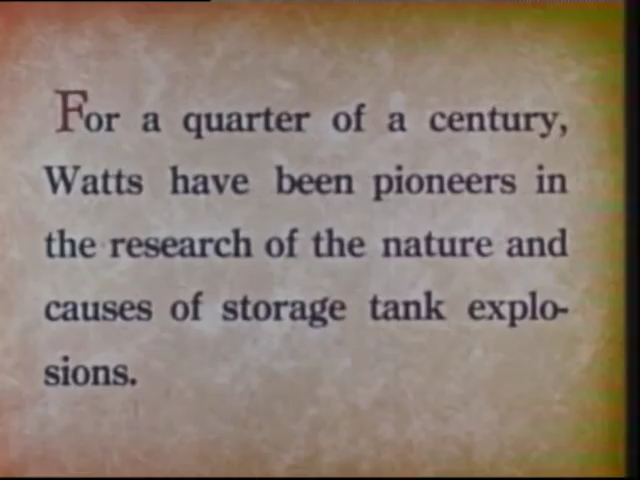 For a quarter of a century,
Watts have been pioneers in
the research of the nature and
causes of storage tank explo-
sions.